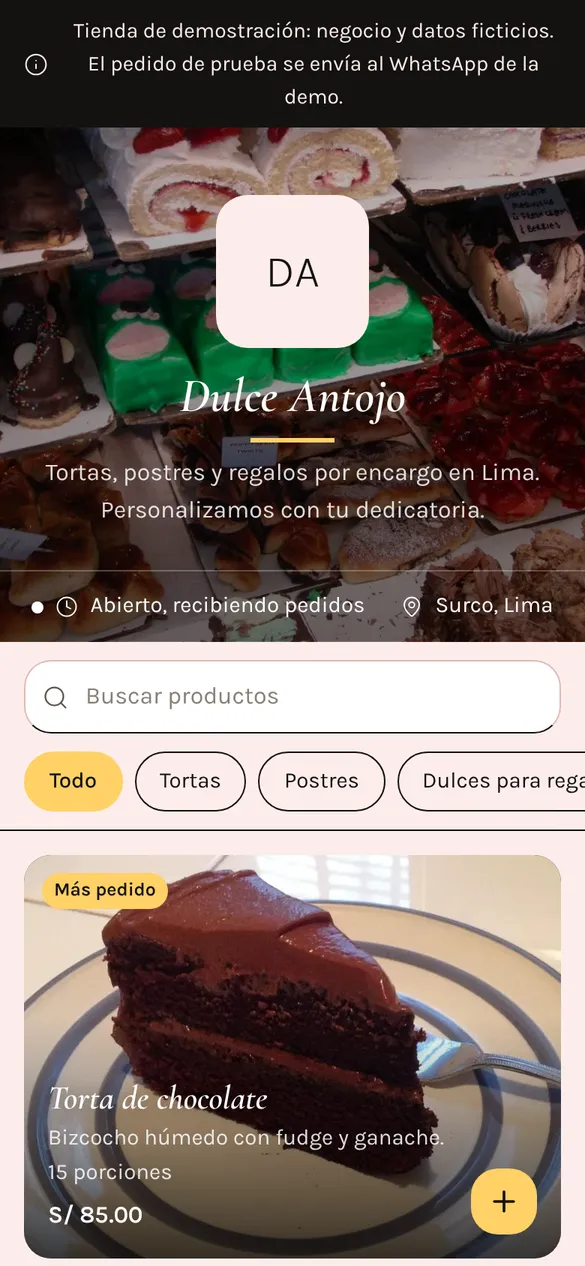 Tienda de demostración: negocio y datos ficticios.
El pedido de prueba se envía al WhatsApp de la
demo.
DA
Dulce Antojo
Tortas, postres y regalos por encargo en Lima.
Personalizamos con tu dedicatoria.
Abierto, recibiendo pedidos
Surco, Lima
Buscar productos
Todo
Tortas
Postres
Dulces para rega
Más pedido
Torta de chocolate
Bizcocho húmedo con fudge y ganache.
15 porciones
S/ 85.00